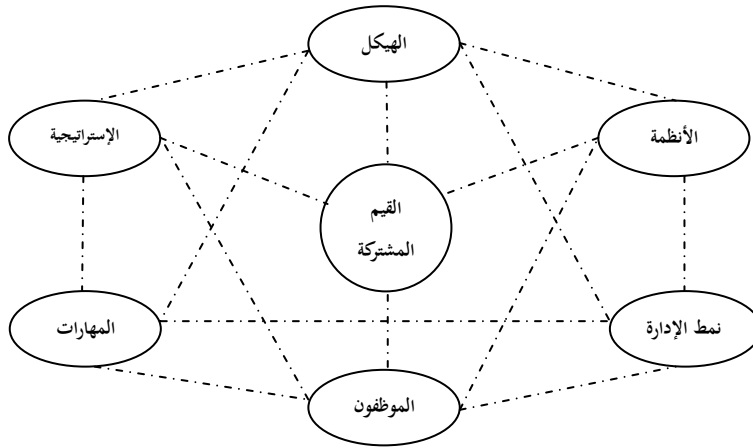 الهيكل
الأنظمة
الإستراتيجية
القيم
المشتركة
نمط الإدارة
المهارات
الموظفون